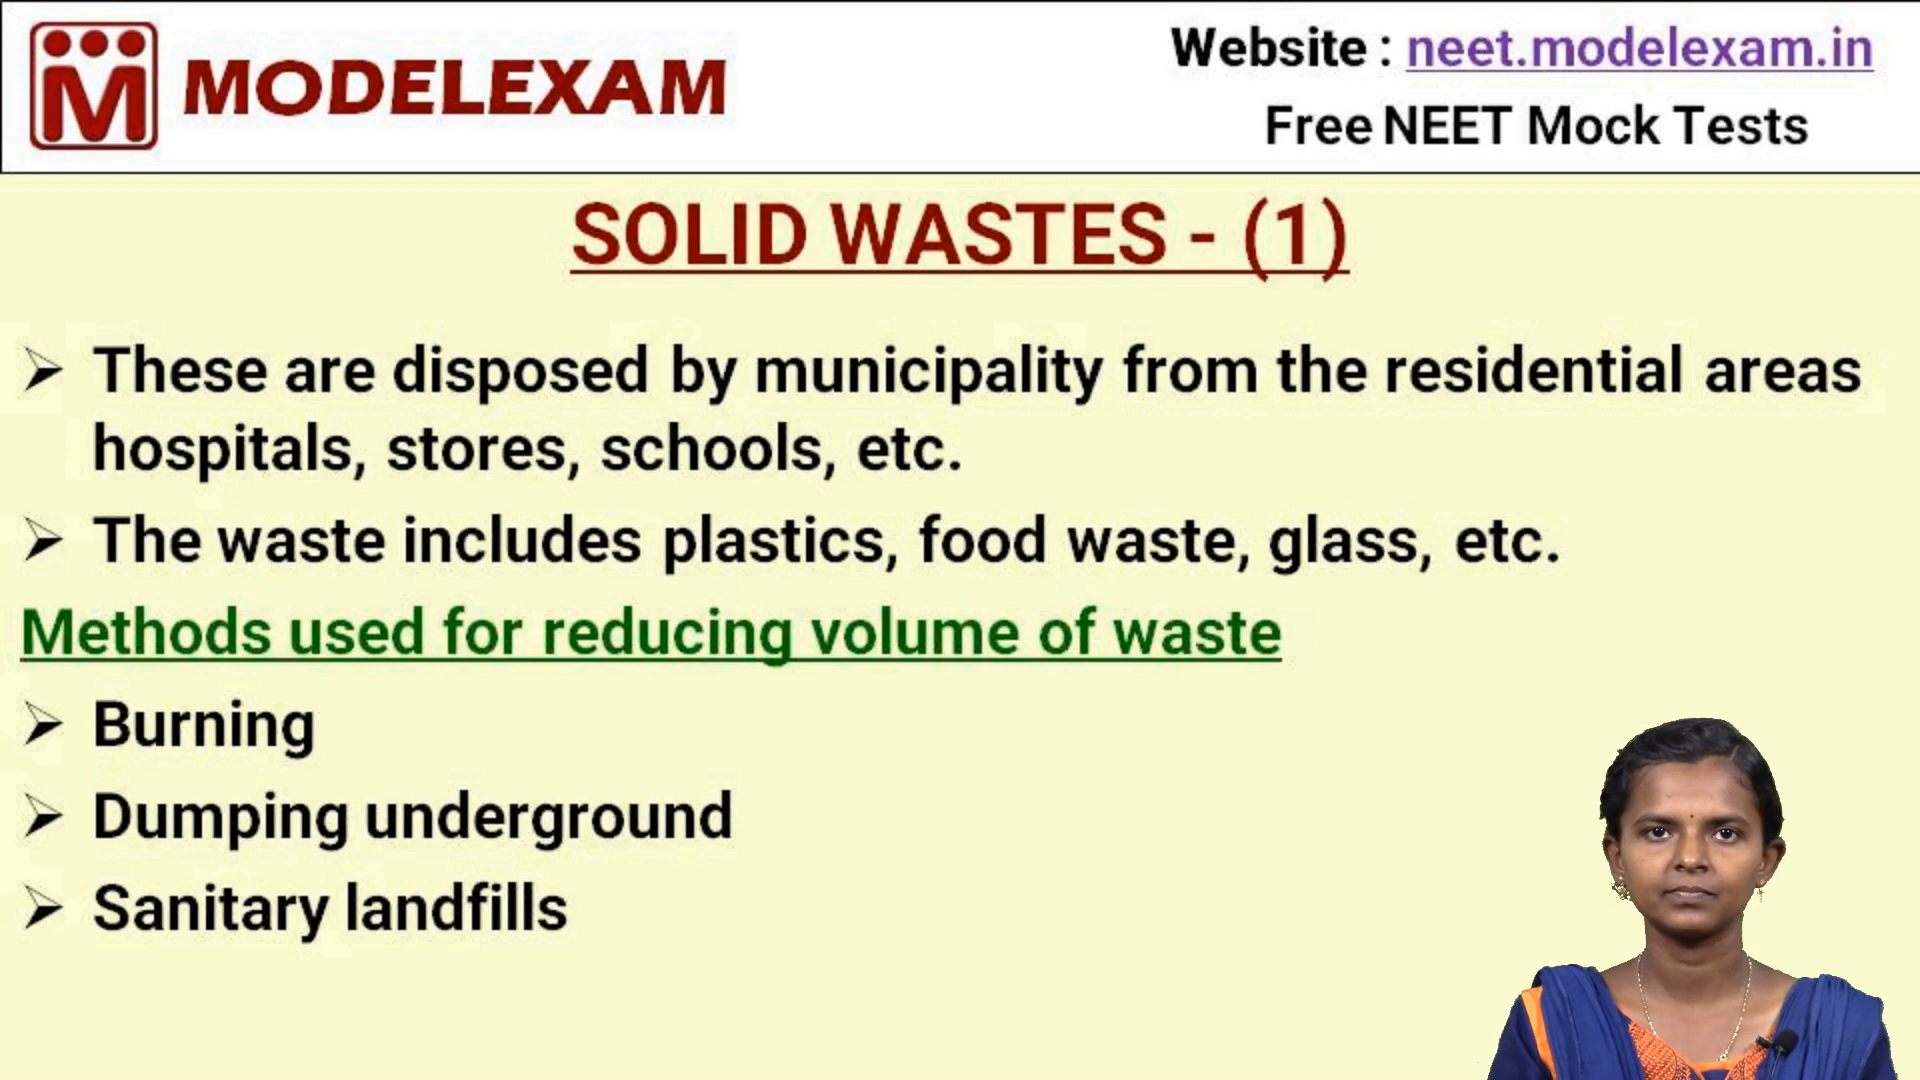 M MODELEXAM
Website : neet.modelexam.in
Free NEET Mock Tests
SOLID WASTES - (1)
➢ These are disposed by municipality from the residential areas
hospitals, stores, schools, etc.
➢ The waste includes plastics, food waste, glass, etc.
Methods used for reducing volume of waste
➢ Burning
➢ Dumping underground
➢ Sanitary landfills